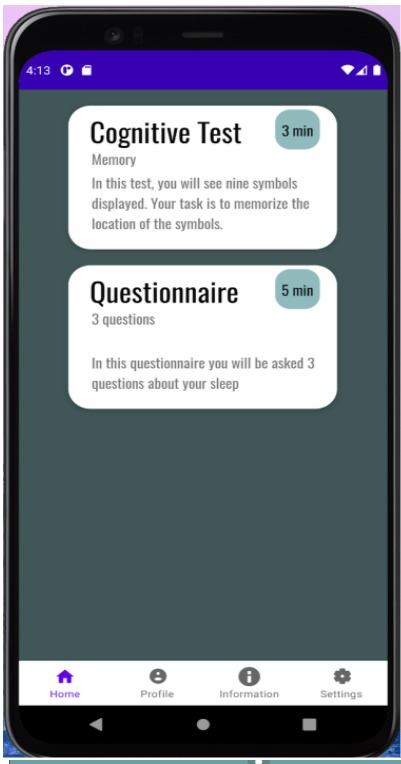 4:13
Cognitive Test
3 min
Memory
In this test, you will see nine symbols
displayed. Your task is to memorize the
location of the symbols.
Questionnaire
5 min
3 questions
In this questionnaire you will be asked 3
questions about your sleep
Home Profile Information Settings